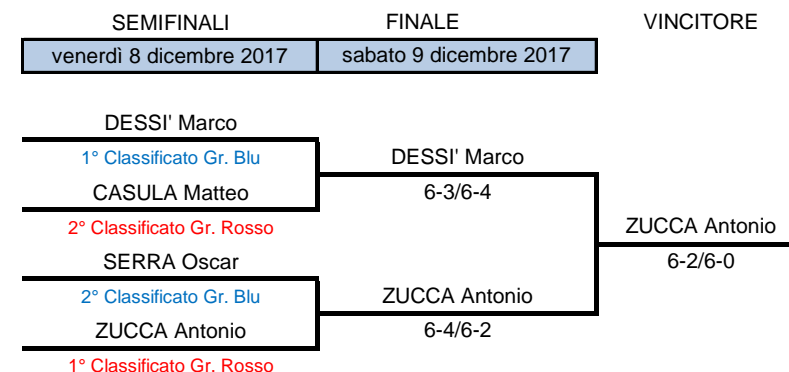 SEMIFINALI FINALE VINCITORE
venerdì 8 dicembre 2017 sabato 9 dicembre 2017
DESSI' Marco
1° Classificato Gr. Blu DESSI' Marco
CASULA Matteo 6-3/6-4
2° Classificato Gr. Rosso ZUCCA Antonio
SERRA Oscar 6-2/6-0
2° Classificato Gr. Blu ZUCCA Antonio
ZUCCA Antonio 6-4/6-2
1° Classificato Gr. Rosso